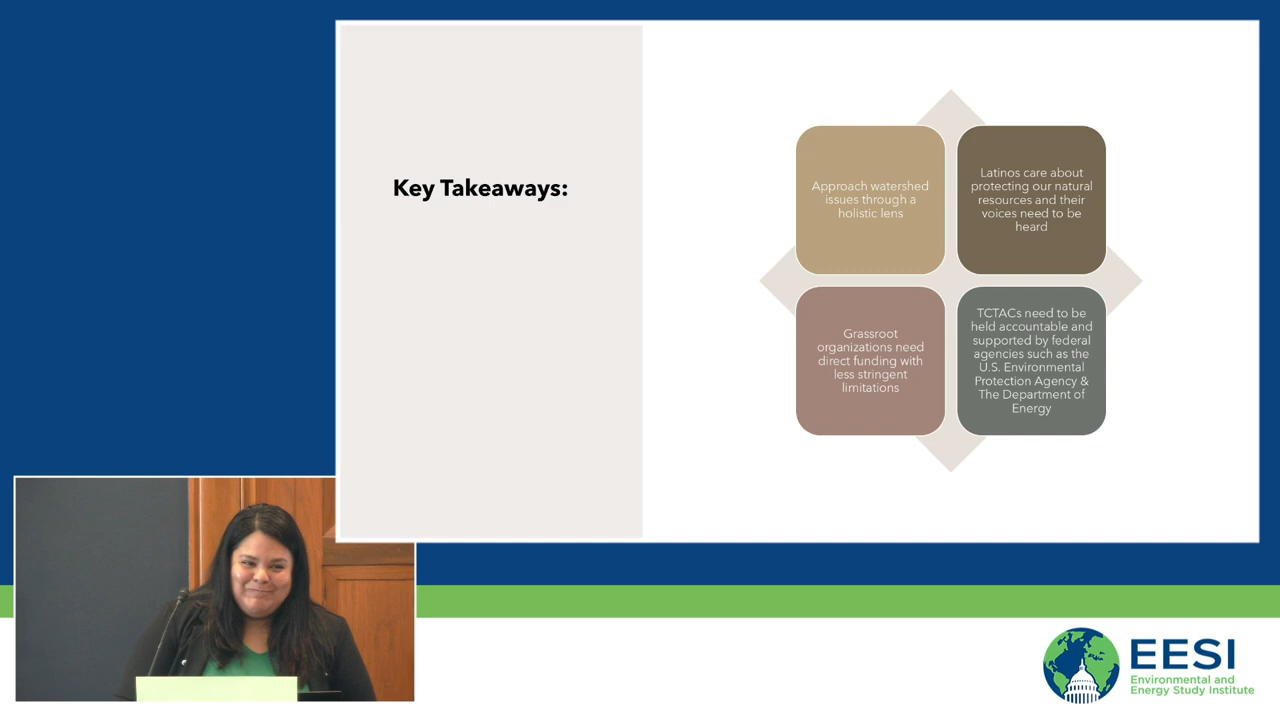 Key Takeaways:
Approach watershed
issues through a
holistic lens
Latinos care about
protecting our natural
resources and their
voices need to be
heard
Grassroot
organizations need
direct funding with
less stringent
limitations
TCTACs need to be
held accountable and
supported by federal
agencies such as the
U.S. Environmental
Protection Agency &
The Department of
Energy
EESI
Environmental and
Energy Study Institute